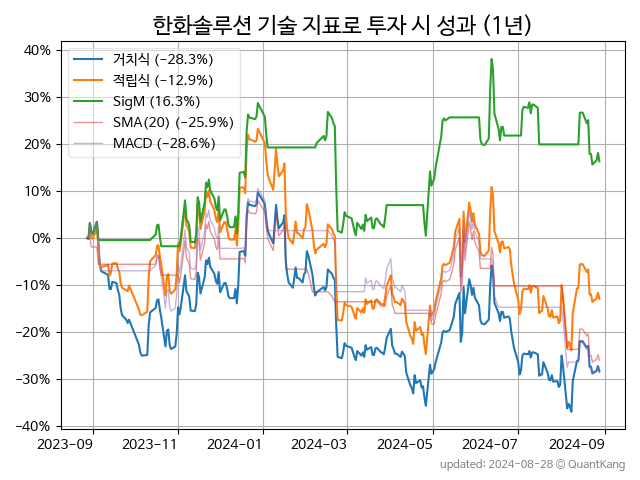 한화솔루션 기술 지표로 투자 시 성과 (1년)
40%
30%
20%
10%
0%
−10%
−20%
−30%
−40%
거치식 (−28.3%)
적립식 (−12.9%)
SigM (16.3%)
SMA(20) (−25.9%)
MACD (−28.6%)
2023-09 2023-11 2024-01 2024-03 2024-05 2024-07 2024-09
updated: 2024-08-28 © QuantKang